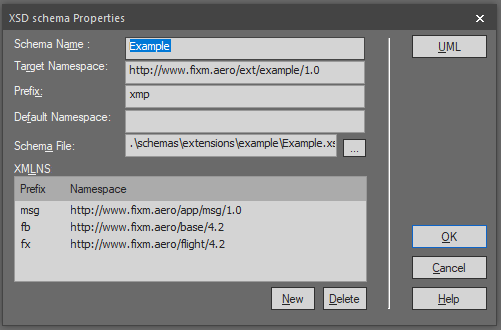 XSD schema Properties
Schema Name :
Example
UML
Target Namespace:
http://www.fixm.aero/ext/example/1.0
Prefix:
xmp
Default Namespace:
Schema File:
.\schemas\extensions\example\Example.xs
...
XMLNS
Prefix Namespace
msg http://www.fixm.aero/app/msg/1.0
fb http://www.fixm.aero/base/4.2
fx http://www.fixm.aero/flight/4.2
OK
Cancel
New
Delete
Help